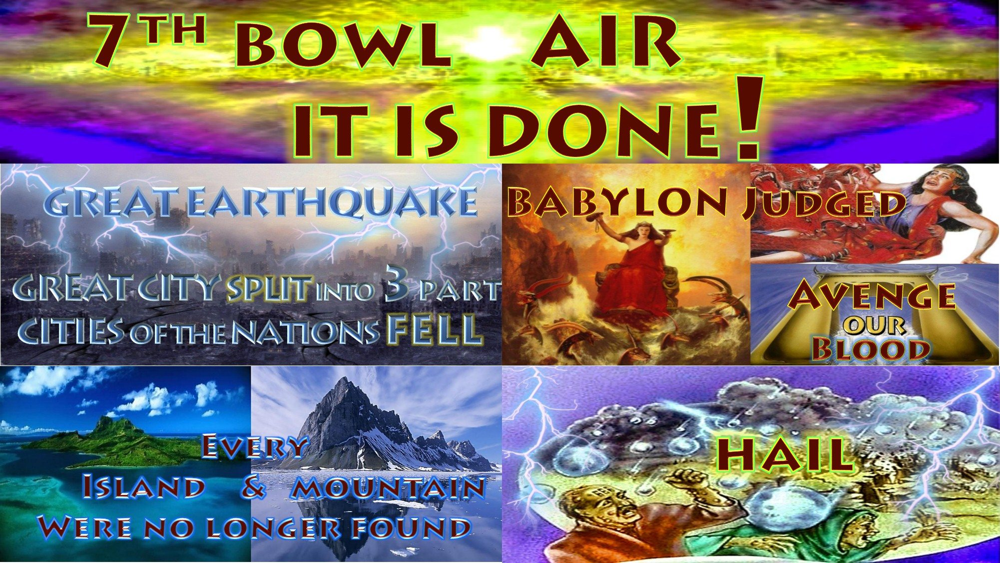 7TH BOWL AIR
IT IS DONE!
GREAT EARTHQUAKE
GREAT CITY SPLIT INTO 3 PART
CITIES OF THE NATIONS FELL
BABYLON JUDGED
AVENGE
OUR
BLOOD
EVERY
ISLAND & MOUNTAIN
WERE NO LONGER FOUND
HAIL